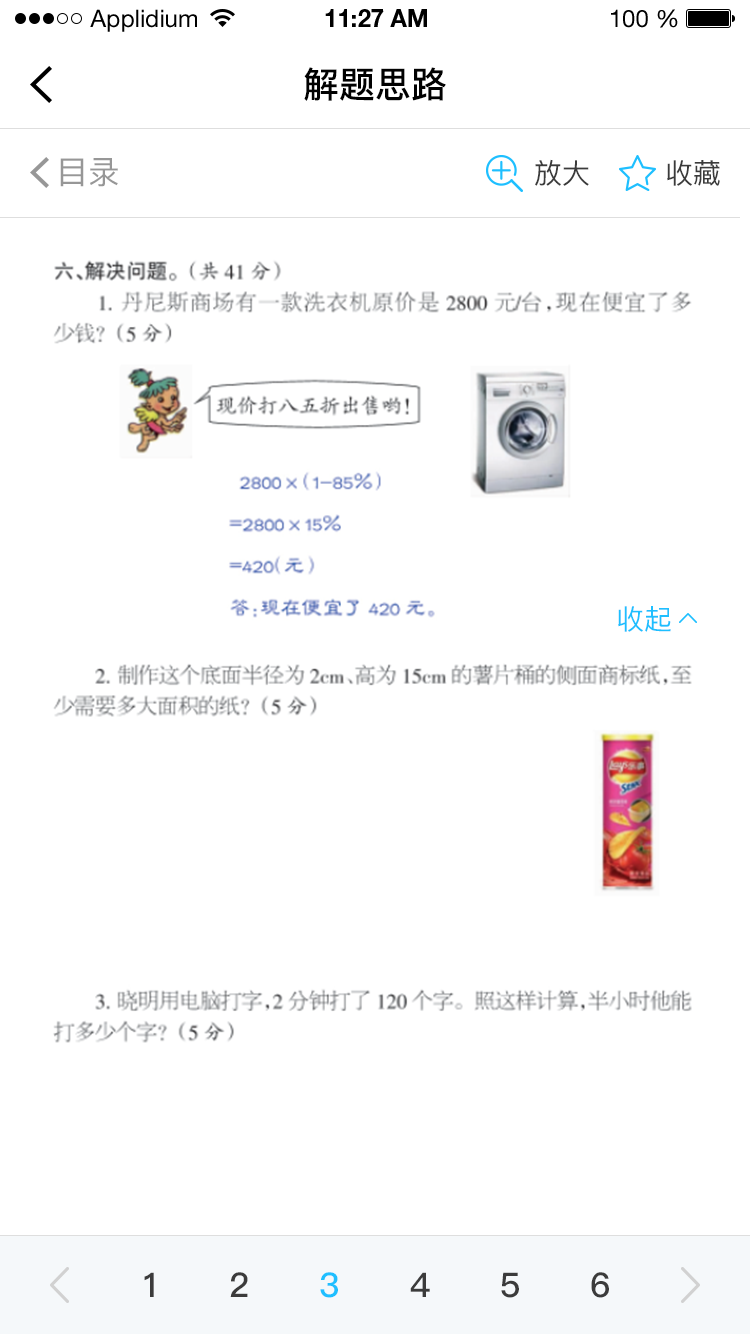 Applidium 11:27 AM 100 %
解题思路
目录 放大 收藏
六、解决问题。(共 41 分)
1. 丹尼斯商场有一款洗衣机原价是 2800 元/台,现在便宜了多
少钱?(5 分)
现价打八五折出售哟!
2800×(1-85%)
=2800×15%
=420(元)
答:现在便宜了 420 元。
收起
2. 制作这个底面半径为 2cm、高为 15cm 的薯片桶的侧面商标纸,至
少需要多大面积的纸?(5 分)
3. 晓明用电脑打字,2 分钟打了 120 个字。照这样计算,半小时他能
打多少个字?(5 分)
1 2 3 4 5 6